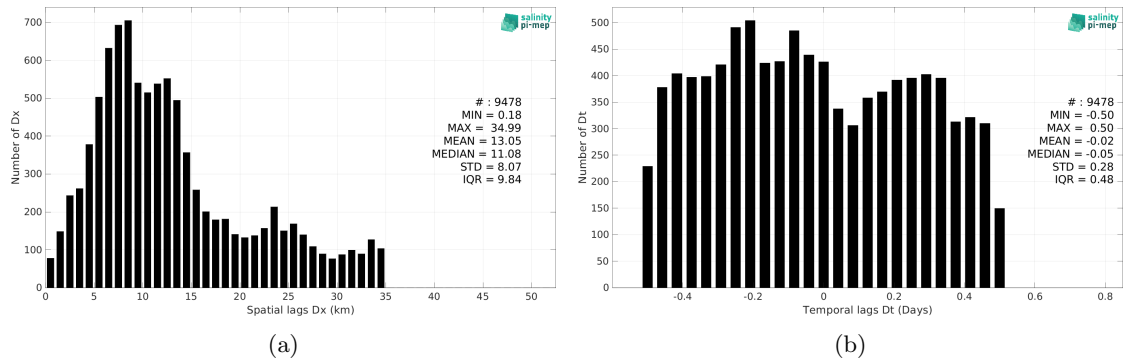 700
600
500
400
300
200
100
0
Number of Dx
0 5 10 15 20 25 30 35 40 45 50
Spatial lags Dx (km)
salinity
pi-mep
# : 9478
MIN = 0.18
MAX = 34.99
MEAN = 13.05
MEDIAN = 11.08
STD = 8.07
IQR = 9.84
(a)
500
450
400
350
300
250
200
150
100
50
0
Number of Dt
-0.4 -0.2 0 0.2 0.4 0.6 0.8
Temporal lags Dt (Days)
salinity
pi-mep
# : 9478
MIN = -0.50
MAX = 0.50
MEAN = -0.02
MEDIAN = -0.05
STD = 0.28
IQR = 0.48
(b)